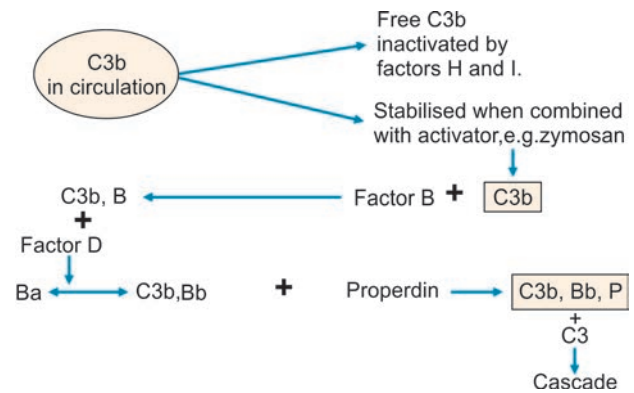 C3b
in circulation
Free C3b
inactivated by
factors H and I.
Stabilised when combined
with activator,e.g.zymosan
C3b, B
Factor B + C3b
+
Factor D
Ba
C3b,Bb
+
Properdin
C3b, Bb, P
+
C3
Cascade